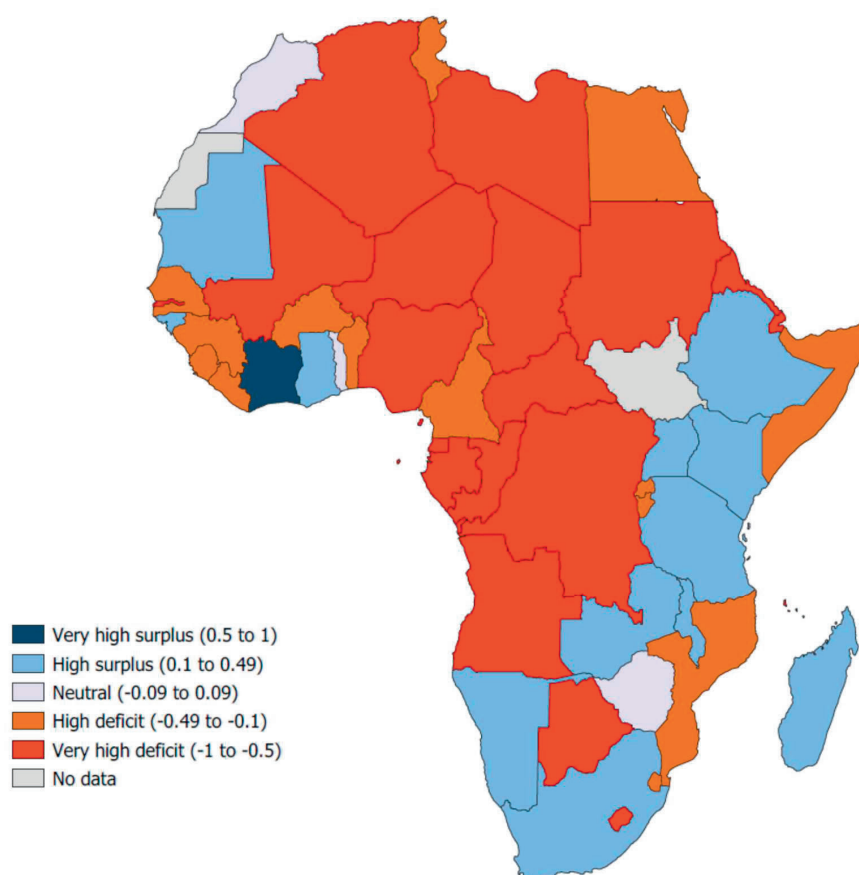 Very high surplus (0.5 to 1)
High surplus (0.1 to 0.49)
Neutral (-0.09 to 0.09)
High deficit (-0.49 to -0.1)
Very high deficit (-1 to -0.5)
No data